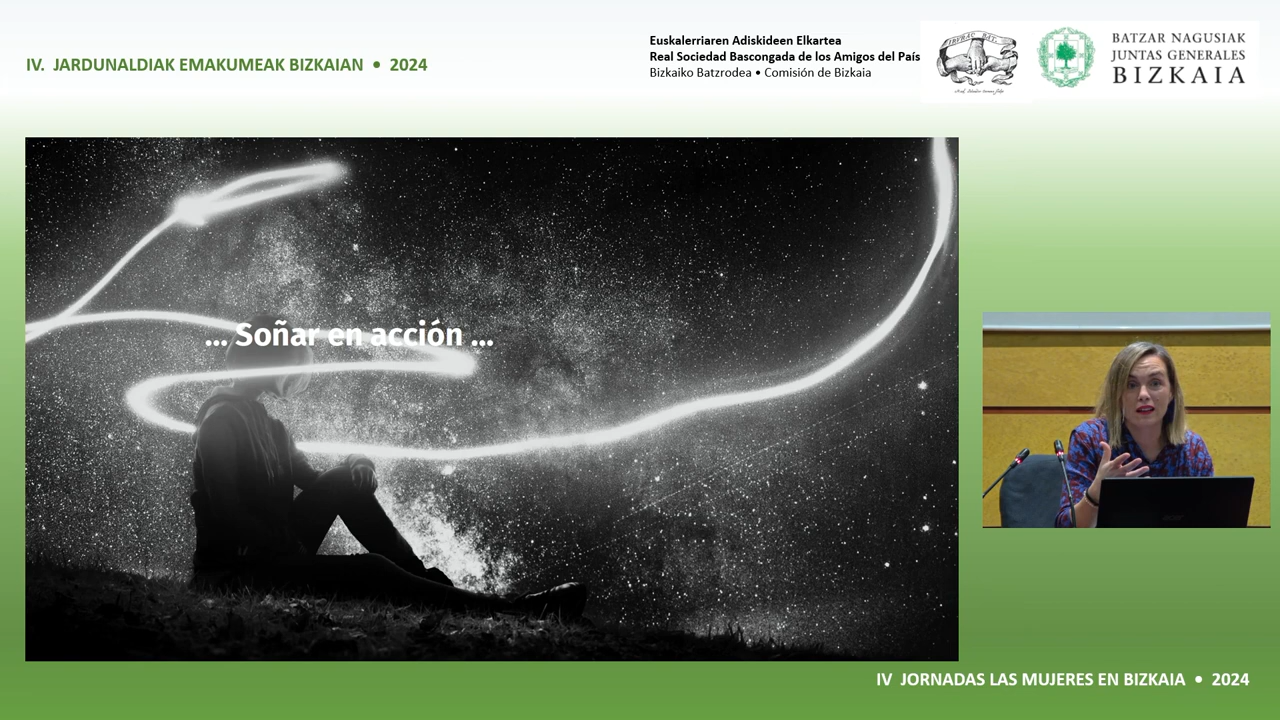 IV. JARDUNALDIAK EMAKUMEAK BIZKAIAN • 2024
Euskalerriaren Adiskideen Elkartea
Real Sociedad Bascongada de los Amigos del País
Bizkaiko Batzrodea • Comisión de Bizkaia
BATZAR NAGUSIAK
JUNTAS GENERALES
BIZKAIA
... Soñar en acción ...
IV JORNADAS LAS MUJERES EN BIZKAIA • 2024